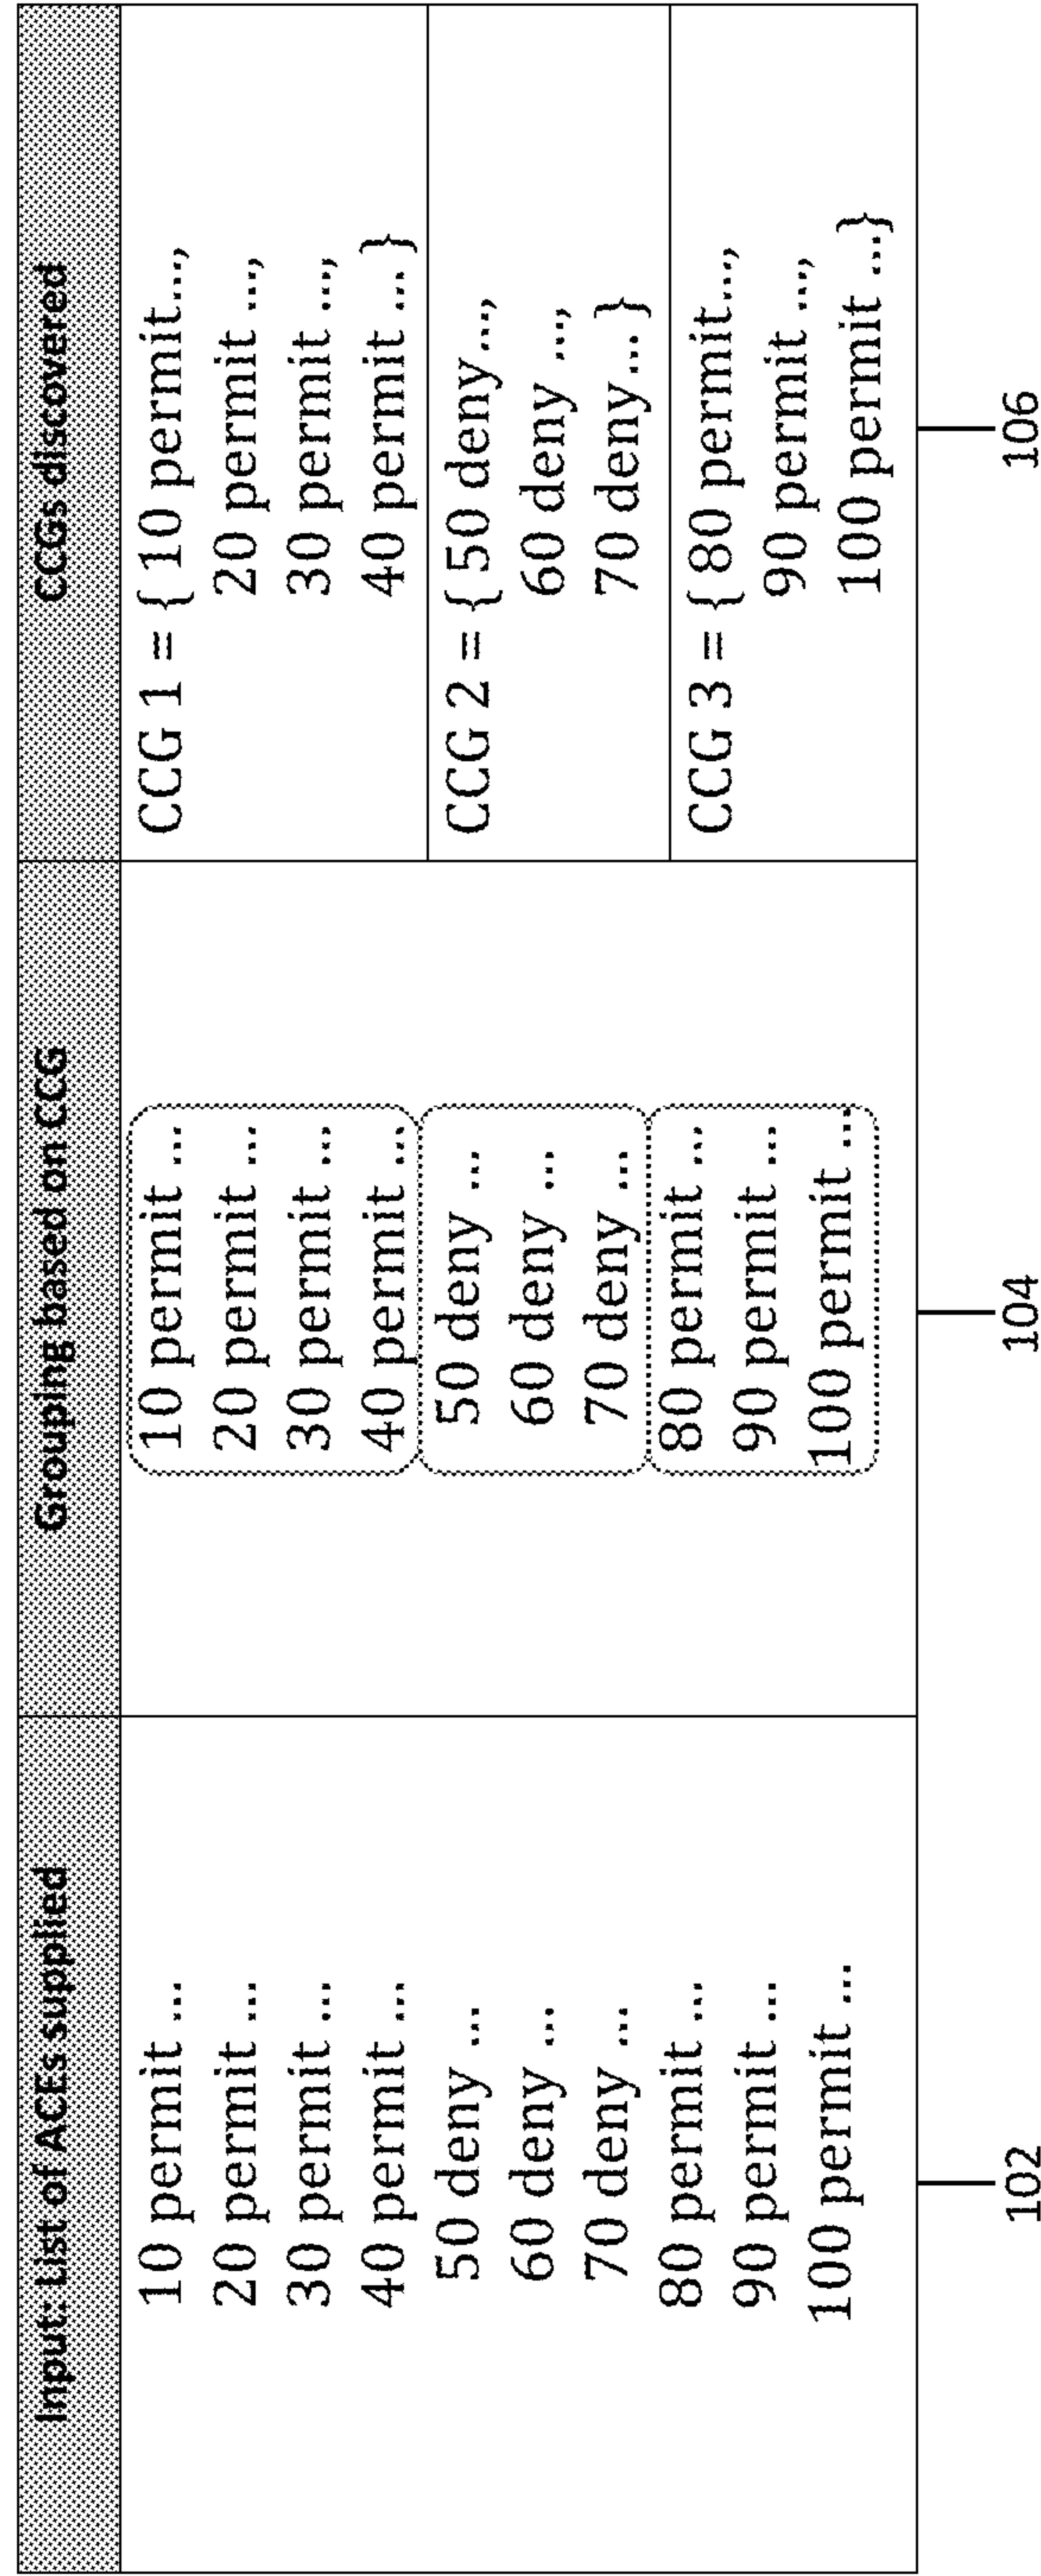 Input: List of ACEs supplied
10 permit ...
20 permit ...
30 permit ...
40 permit ...
50 deny ...
60 deny ...
70 deny ...
80 permit ...
90 permit ...
100 permit ...
102
Grouping based on CCG
10 permit ...
20 permit ...
30 permit ...
40 permit ...
50 deny ...
60 deny ...
70 deny ...
80 permit ...
90 permit ...
100 permit ...
104
CCGs discovered
CCG 1 = { 10 permit...,
20 permit ...,
30 permit ...,
40 permit ... }
CCG 2 = { 50 deny...,
60 deny ...,
70 deny... }
CCG 3 = { 80 permit...,
90 permit ...,
100 permit ...}
106